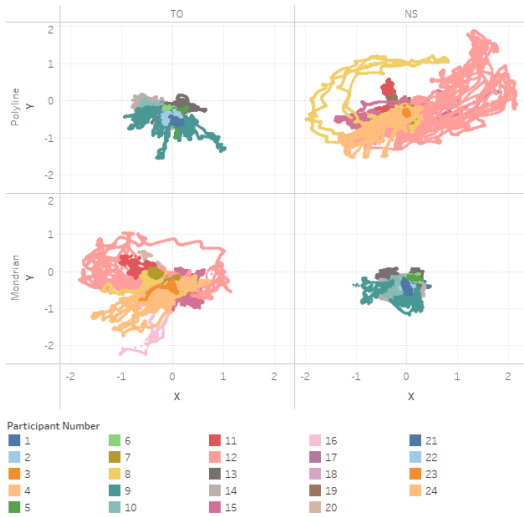 TO NS
2
1
0
-1
-2
Polyline
Y
2
1
0
-1
-2
Mondrian
Y
-2 -1 0 1 2 -2 -1 0 1 2
X X
Participant Number
1 6 11 16 21
2 7 12 17 22
3 8 13 18 23
4 9 14 19 24
5 10 15 20